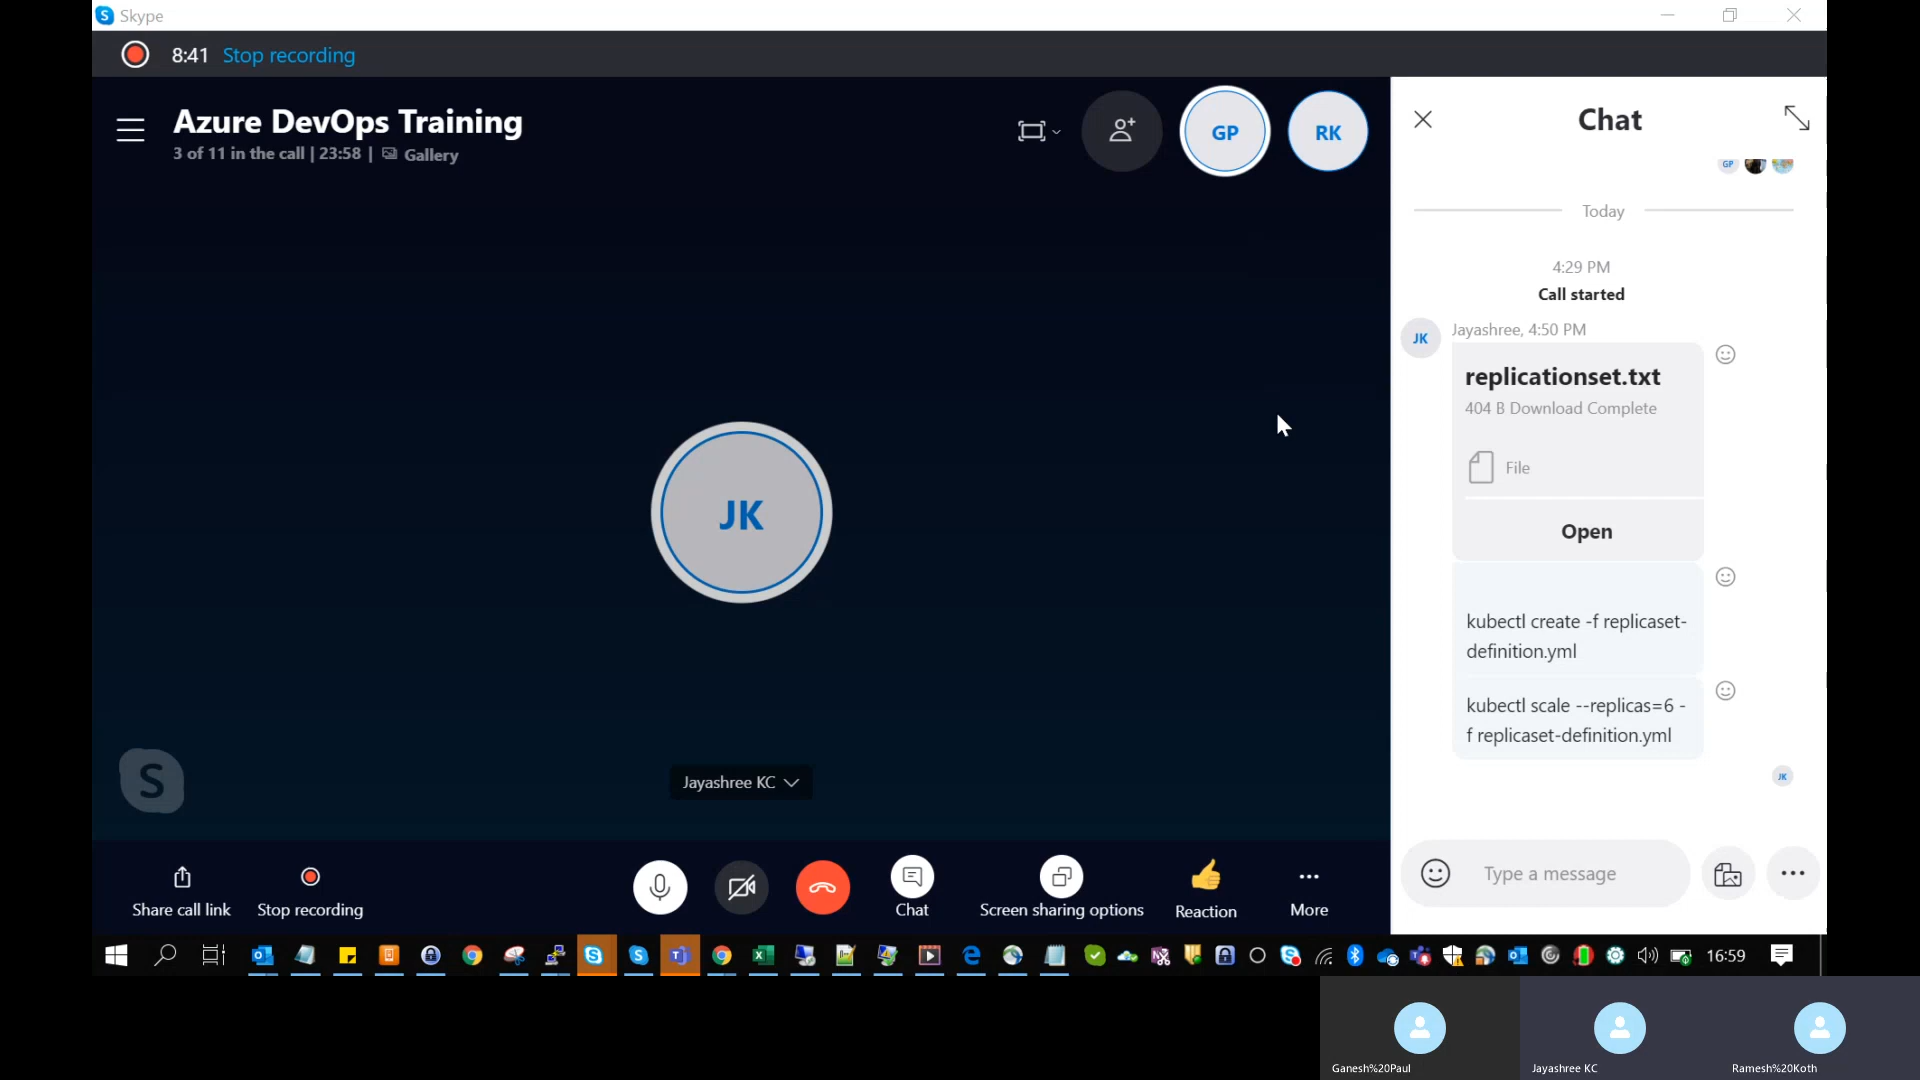 Skype
8:41 Stop recording
Azure DevOps Training
3 of 11 in the call | 23:58 | Gallery
GP
RK
Chat
GP
Today
4:29 PM
Call started
JK
Jayashree, 4:50 PM
replicationset.txt
404 B Download Complete
File
Open
kubectl create -f replicaset-
definition.yml
kubectl scale --replicas=6 -
f replicaset-definition.yml
JK
JK
Jayashree KC
S
Type a message
Share call link
Stop recording
Chat
Screen sharing options
Reaction
More
16:59
Ganesh%20Paul
Jayashree KC
Ramesh%20Koth